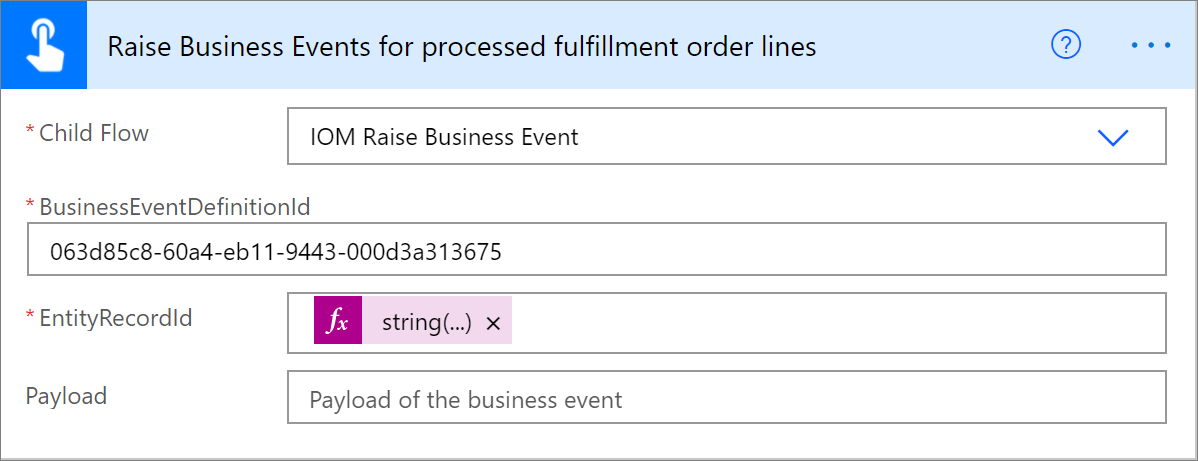 Raise Business Events for processed fulfillment order lines
* Child Flow
IOM Raise Business Event
* BusinessEventDefinitionId
063d85c8-60a4-eb11-9443-000d3a313675
* EntityRecordId
fx string(...) ×
Payload
Payload of the business event